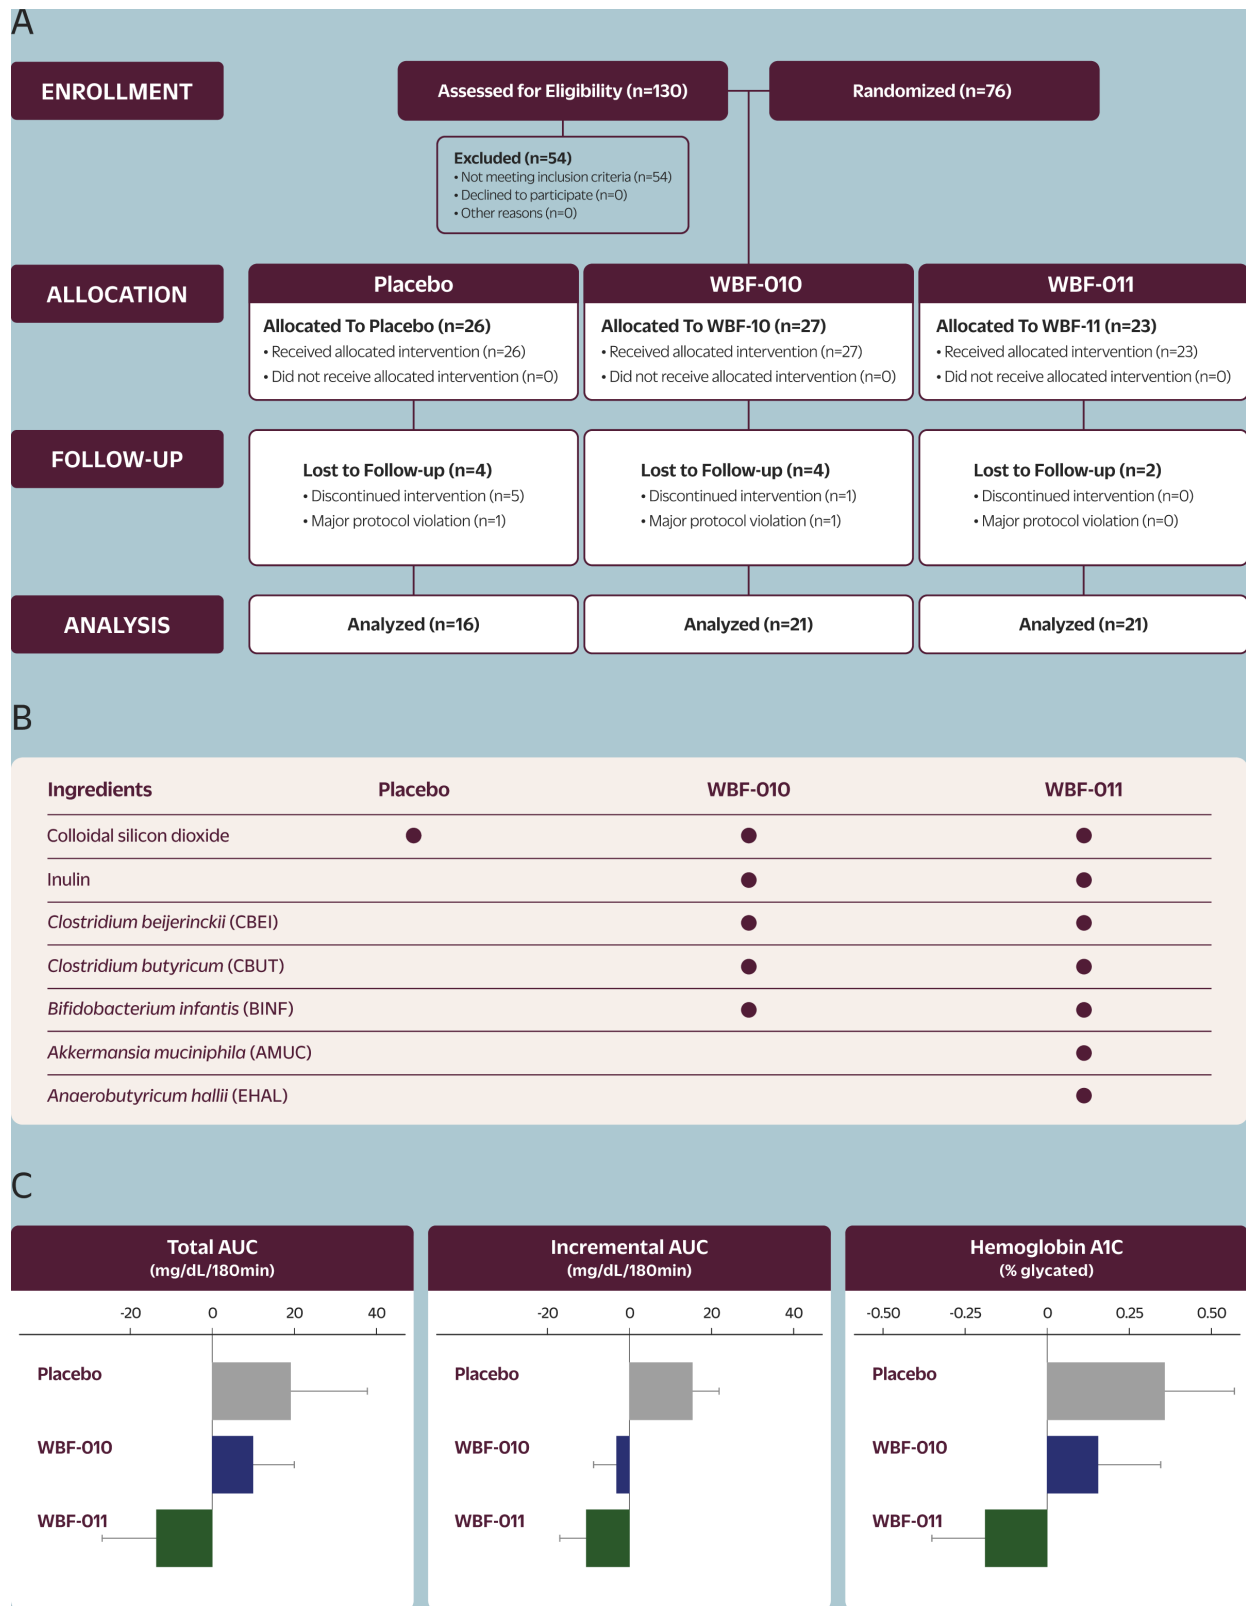 A
ENROLLMENT
Assessed for Eligibility (n=130)
Randomized (n=76)
Excluded (n=54)
• Not meeting inclusion criteria (n=54)
• Declined to participate (n=0)
• Other reasons (n=0)
ALLOCATION
Placebo
Allocated To Placebo (n=26)
• Received allocated intervention (n=26)
• Did not receive allocated intervention (n=0)
WBF-010
Allocated To WBF-10 (n=27)
• Received allocated intervention (n=27)
• Did not receive allocated intervention (n=0)
WBF-011
Allocated To WBF-11 (n=23)
• Received allocated intervention (n=23)
• Did not receive allocated intervention (n=0)
FOLLOW-UP
Lost to Follow-up (n=4)
• Discontinued intervention (n=5)
• Major protocol violation (n=1)
Lost to Follow-up (n=4)
• Discontinued intervention (n=1)
• Major protocol violation (n=1)
Lost to Follow-up (n=2)
• Discontinued intervention (n=0)
• Major protocol violation (n=0)
ANALYSIS
Analyzed (n=16)
Analyzed (n=21)
Analyzed (n=21)
B
Ingredients Placebo WBF-010 WBF-011
Colloidal silicon dioxide ● ● ●
Inulin ● ●
Clostridium beijerinckii (CBEI) ● ●
Clostridium butyricum (CBUT) ● ●
Bifidobacterium infantis (BINF) ● ●
Akkermansia muciniphila (AMUC) ●
Anaerobutyricum hallii (EHAL) ●
C
Total AUC
(mg/dL/180min)
-20 0 20 40
Placebo
WBF-010
WBF-011
Incremental AUC
(mg/dL/180min)
-20 0 20 40
Placebo
WBF-010
WBF-011
Hemoglobin A1C
(% glycated)
-0.50 -0.25 0 0.25 0.50
Placebo
WBF-010
WBF-011